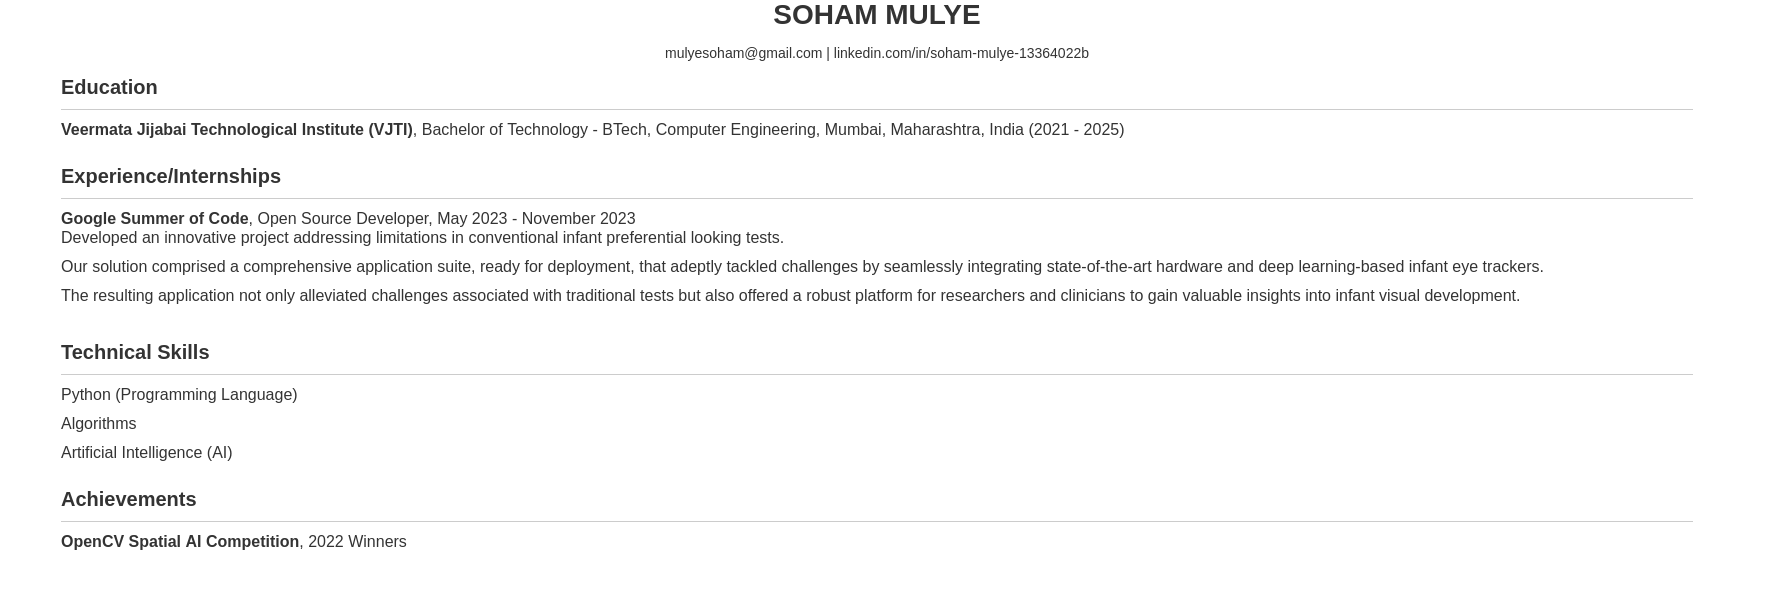 SOHAM MULYE
mulyesoham@gmail.com | linkedin.com/in/soham-mulye-13364022b
Education
Veermata Jijabai Technological Institute (VJTI), Bachelor of Technology - BTech, Computer Engineering, Mumbai, Maharashtra, India (2021 - 2025)
Experience/Internships
Google Summer of Code, Open Source Developer, May 2023 - November 2023
Developed an innovative project addressing limitations in conventional infant preferential looking tests.
Our solution comprised a comprehensive application suite, ready for deployment, that adeptly tackled challenges by seamlessly integrating state-of-the-art hardware and deep learning-based infant eye trackers.
The resulting application not only alleviated challenges associated with traditional tests but also offered a robust platform for researchers and clinicians to gain valuable insights into infant visual development.
Technical Skills
Python (Programming Language)
Algorithms
Artificial Intelligence (AI)
Achievements
OpenCV Spatial AI Competition, 2022 Winners